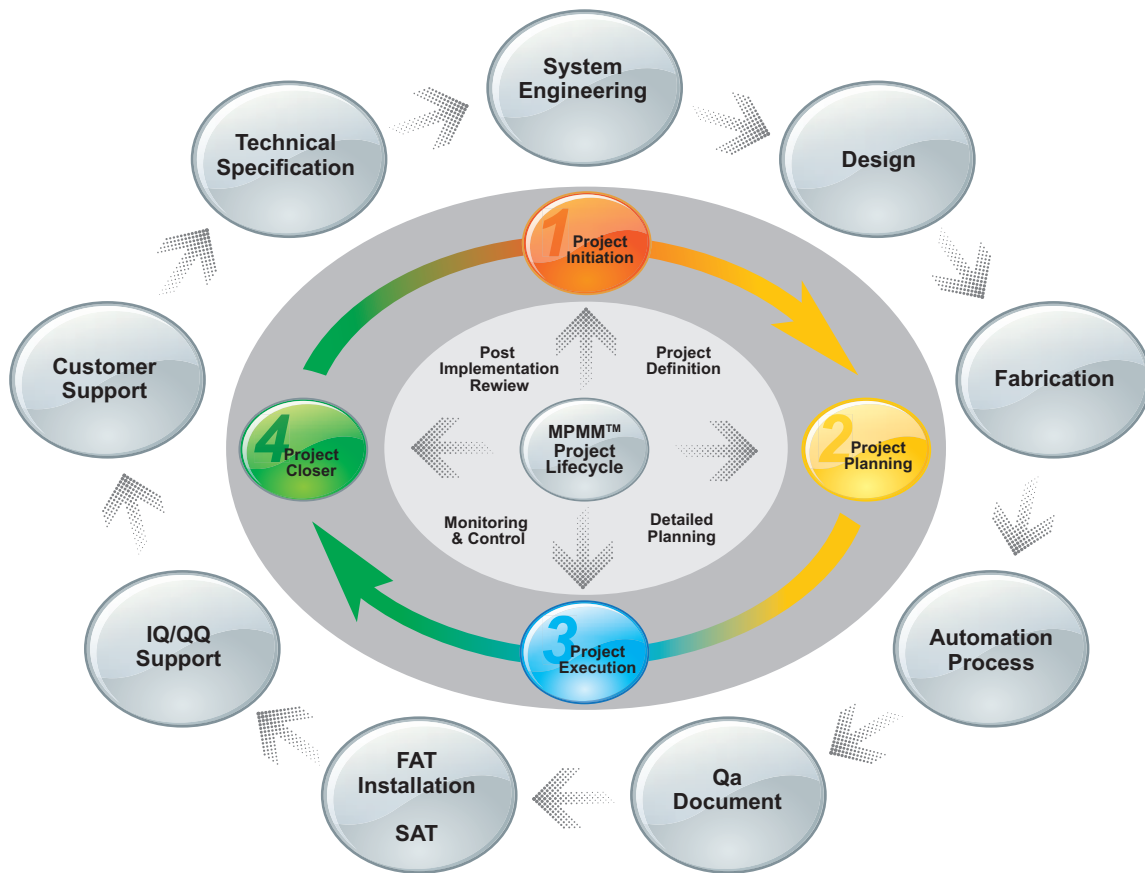 System
Engineering
Technical
Specification
Design
1
Project
Initiation
Post
Implementation
Rewiew
Project
Definition
Customer
Support
Fabrication
4
Project
Closer
MPMM™
Project
Lifecycle
2
Project
Planning
Monitoring
& Control
Detailed
Planning
IQ/QQ
Support
3
Project
Execution
Automation
Process
FAT
Installation
SAT
Qa
Document